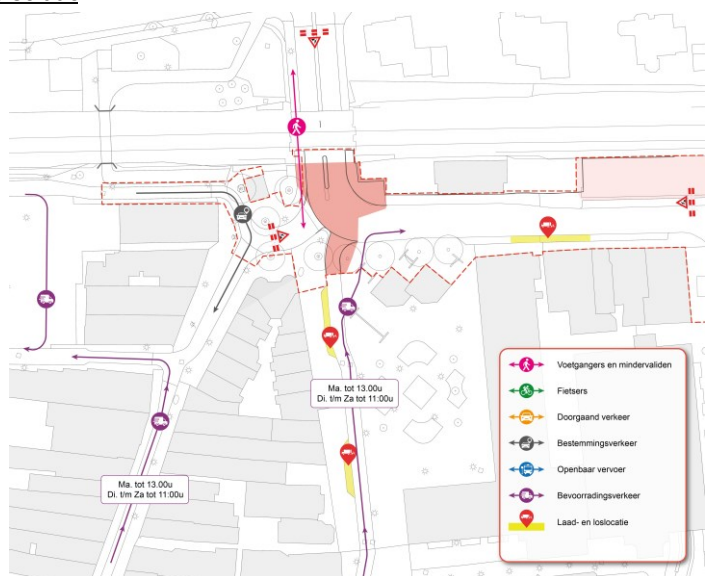 Ma. tot 13.00u
Di. t/m Za tot 11:00u
Ma. tot 13.00u
Di. t/m Za tot 11:00u
Voetgangers en mindervaliden
Fietsers
Doorgaand verkeer
Bestemmingsverkeer
Openbaar vervoer
Bevoorradingsverkeer
Laad- en loslocatie